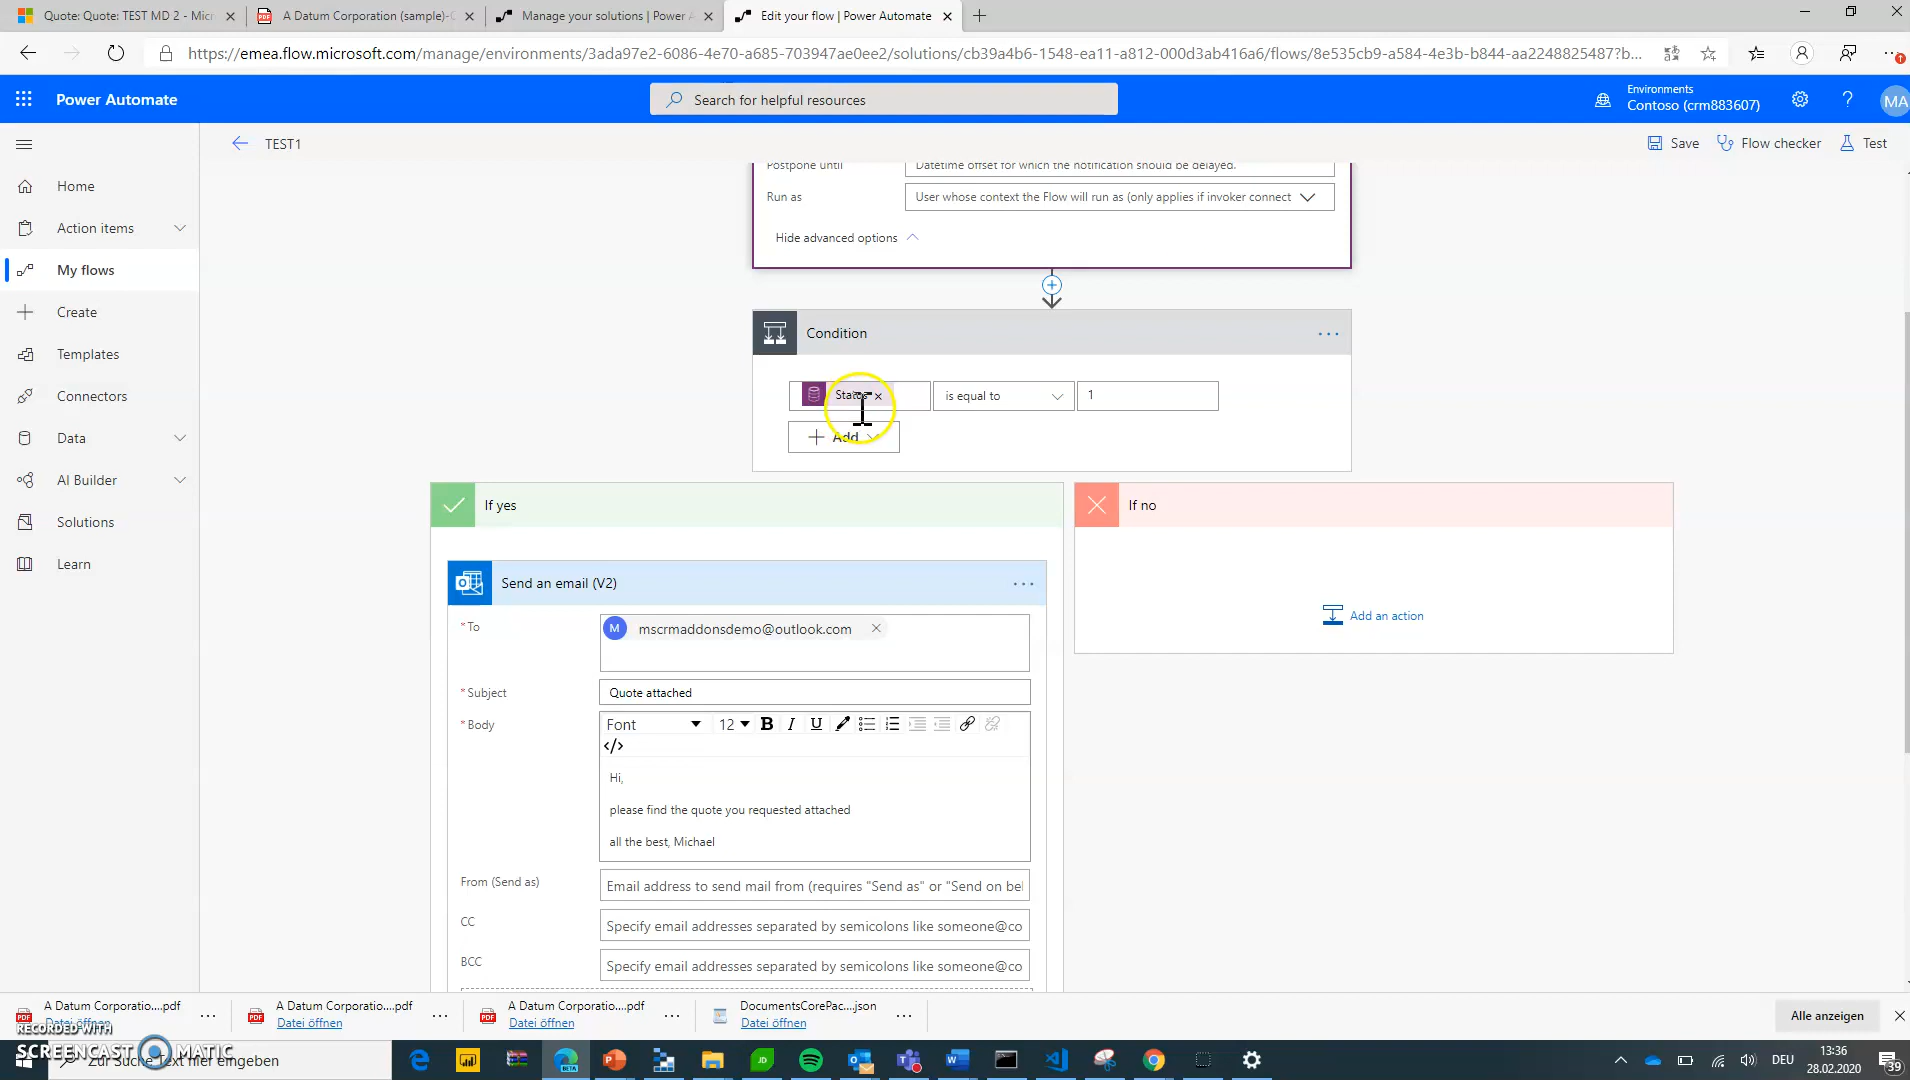 Quote: Quote: TEST MD 2 - Micr
A Datum Corporation (sample)-Q
Manage your solutions | Power A
Edit your flow | Power Automate
https://emea.flow.microsoft.com/manage/environments/3ada97e2-6086-4e70-a685-703947ae0ee2/solutions/cb39a4b6-1548-ea11-a812-000d3ab416a6/flows/8e535cb9-a584-4e3b-b844-aa2248825487?b...
Power Automate
Search for helpful resources
Environments
Contoso (crm883607)
?
MA
TEST1
Save
Flow checker
Test
Home
Action items
My flows
Create
Templates
Connectors
Data
AI Builder
Solutions
Learn
Postpone until
Datetime offset for which the notification should be delayed.
Run as
User whose context the Flow will run as (only applies if invoker connect
Hide advanced options
Condition
Status
is equal to
1
Add
If yes
If no
Send an email (V2)
Add an action
* To
M
mscrmaddonsdemo@outlook.com
* Subject
Quote attached
* Body
Font
12
B I U
</>
Hi,
please find the quote you requested attached
all the best, Michael
From (Send as)
Email address to send mail from (requires "Send as" or "Send on bel
CC
Specify email addresses separated by semicolons like someone@co
BCC
Specify email addresses separated by semicolons like someone@co
A Datum Corporatio....pdf
Datei öffnen
A Datum Corporatio....pdf
Datei öffnen
A Datum Corporatio....pdf
Datei öffnen
DocumentsCorePac....json
Datei öffnen
Alle anzeigen
RECORDED WITH
SCREENCAST MATIC
Zur Suche Text hier eingeben
DEU
13:36
28.02.2020
39